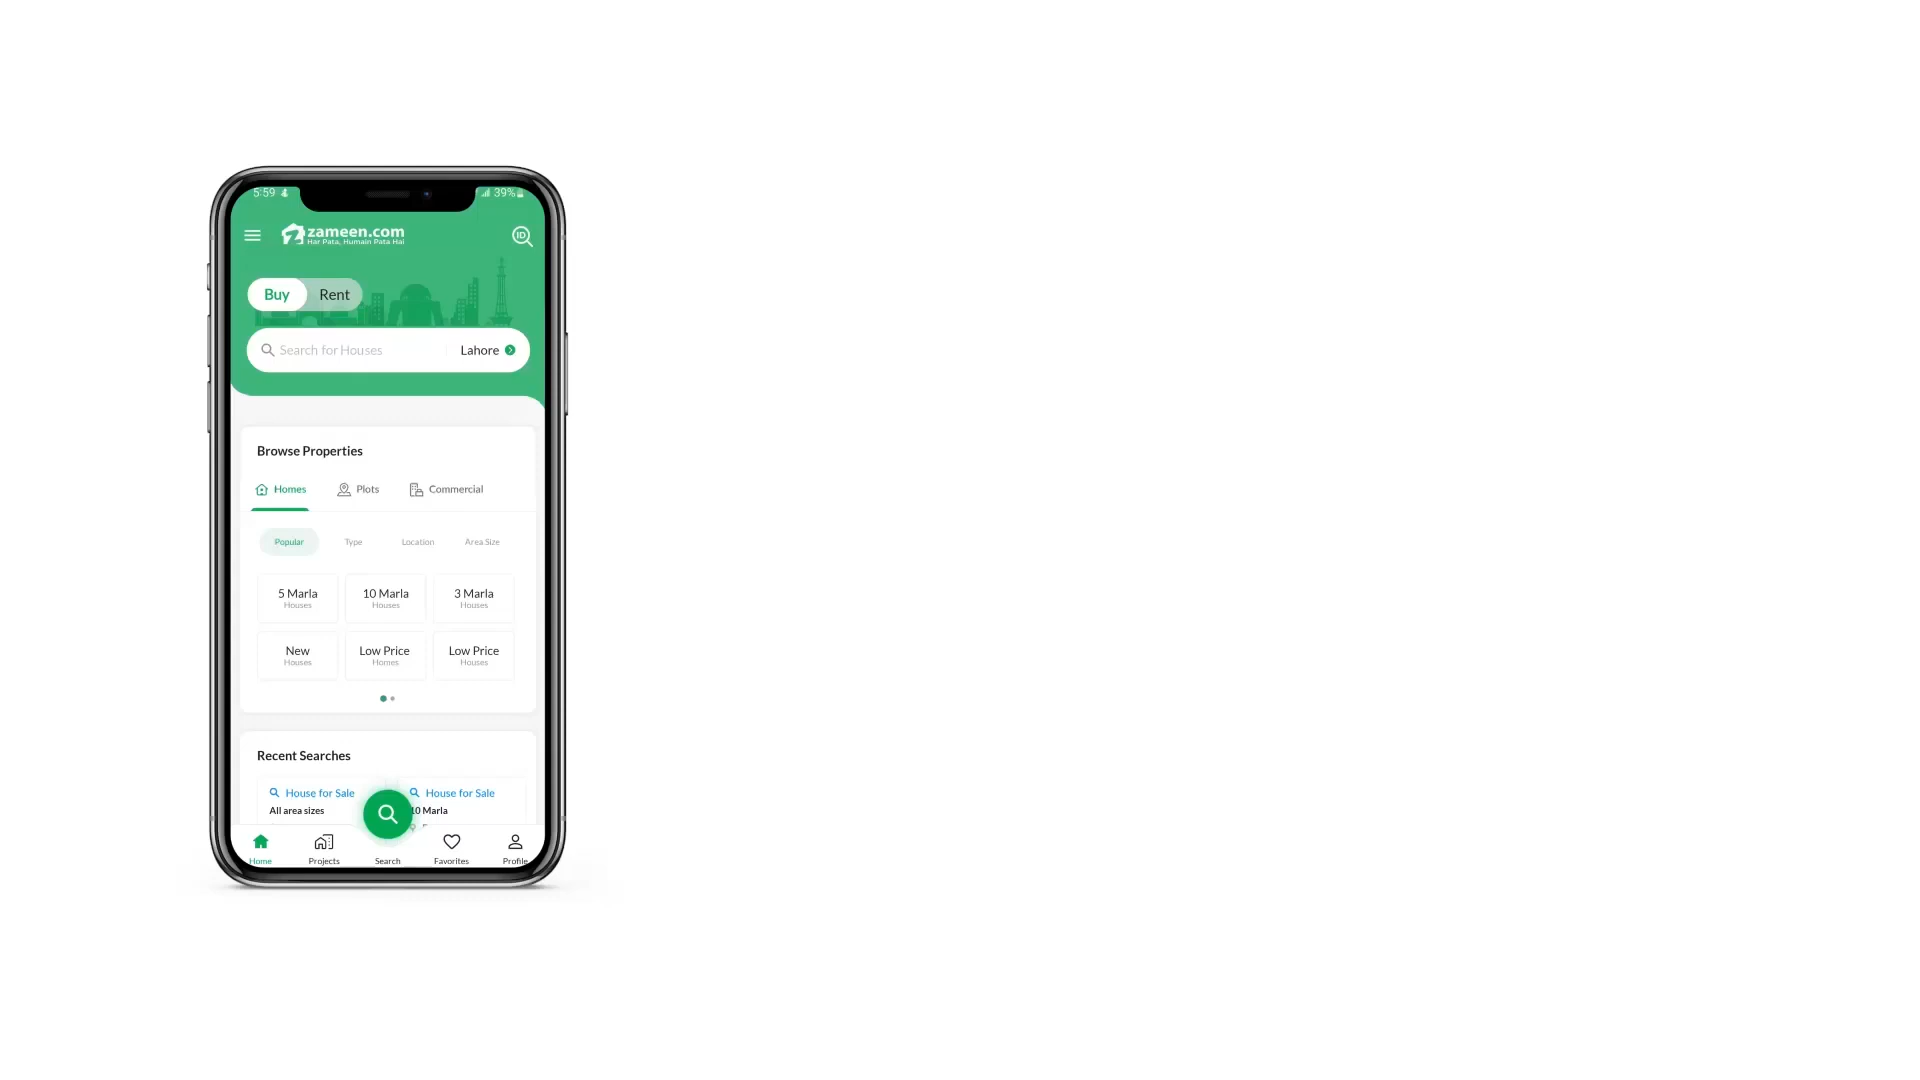 5:59
39%
zameen.com
Har Pata, Humain Pata Hai
ID
Buy Rent
Search for Houses Lahore
Browse Properties
Homes Plots Commercial
Popular Type Location Area Size
5 Marla 10 Marla 3 Marla
Houses Houses Houses
New Low Price Low Price
Houses Homes Houses
Recent Searches
House for Sale House for Sale
All area sizes 10 Marla
Home Projects Search Favorites Profile